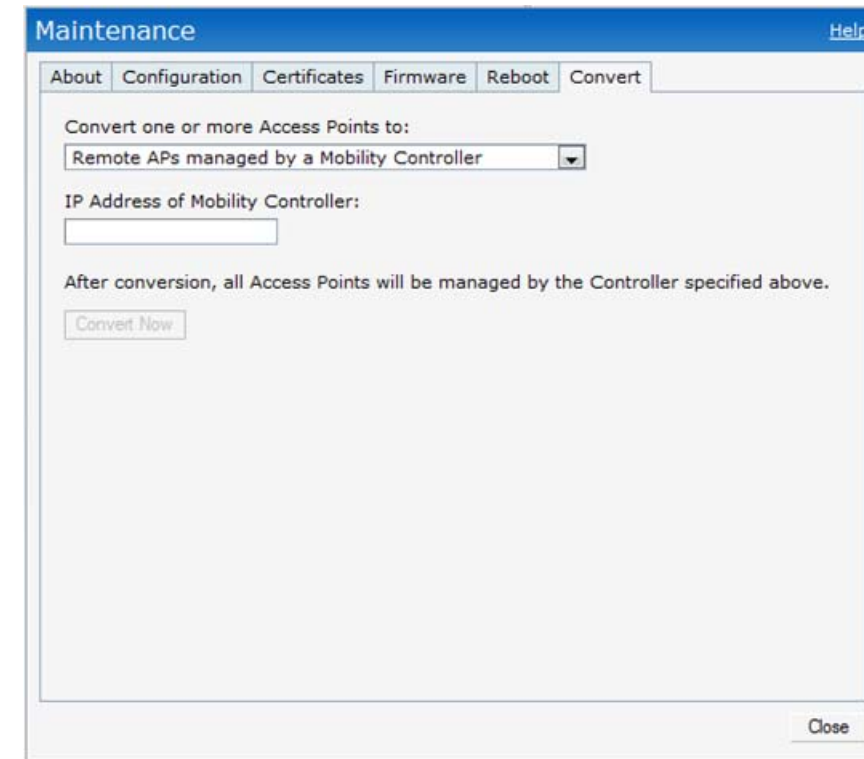 Maintenance
Help
About Configuration Certificates Firmware Reboot Convert
Convert one or more Access Points to:
Remote APs managed by a Mobility Controller
IP Address of Mobility Controller:
After conversion, all Access Points will be managed by the Controller specified above.
Convert Now
Close